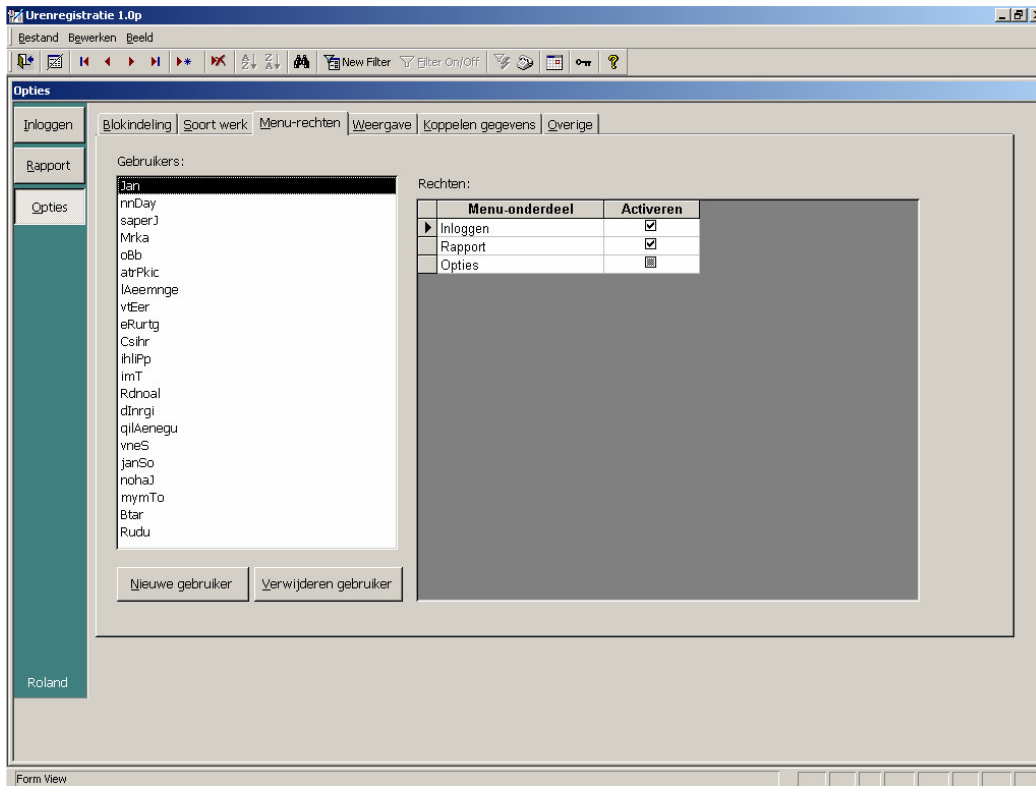 Urenregistratie 1.0p
Bestand Bewerken Beeld
New Filter Filter On/Off
Opties
Inloggen
Rapport
Opties
Roland
Blokindeling Soort werk Menu-rechten Weergave Koppelen gegevens Overige
Gebruikers:
Jan
nnDay
saperJ
Mrka
oBb
atrPkic
lAeemnge
vtEer
eRurtg
Csihr
ihliPp
imT
Rdnoal
dInrgi
qilAenegu
vneS
janSo
nohaJ
mymTo
Btar
Rudu
Nieuwe gebruiker Verwijderen gebruiker
Rechten:
Menu-onderdeel Activeren
Inloggen
Rapport
Opties
Form View